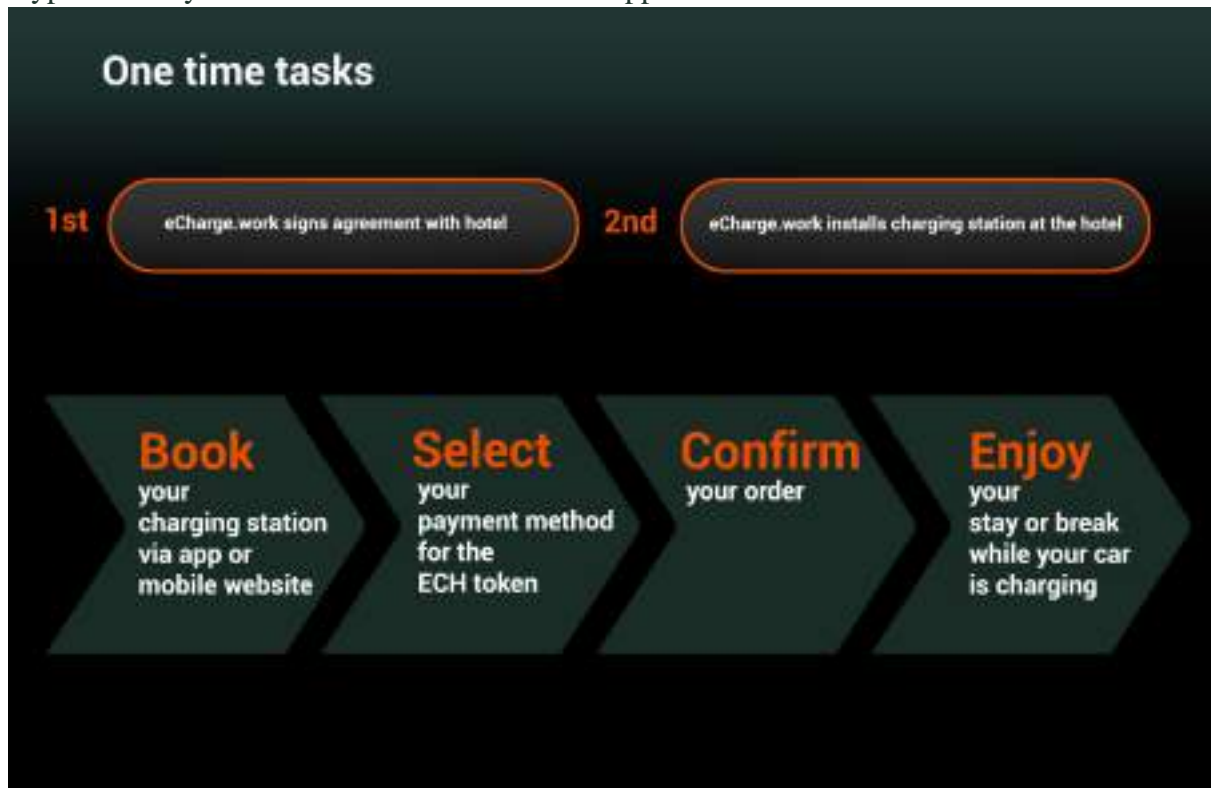 One time tasks
1st
eCharge.work signs agreement with hotel
2nd
eCharge.work installs charging station at the hotel
Book
your
charging station
via app or
mobile website
Select
your
payment method
for the
ECH token
Confirm
your order
Enjoy
your
stay or break
while your car
is charging